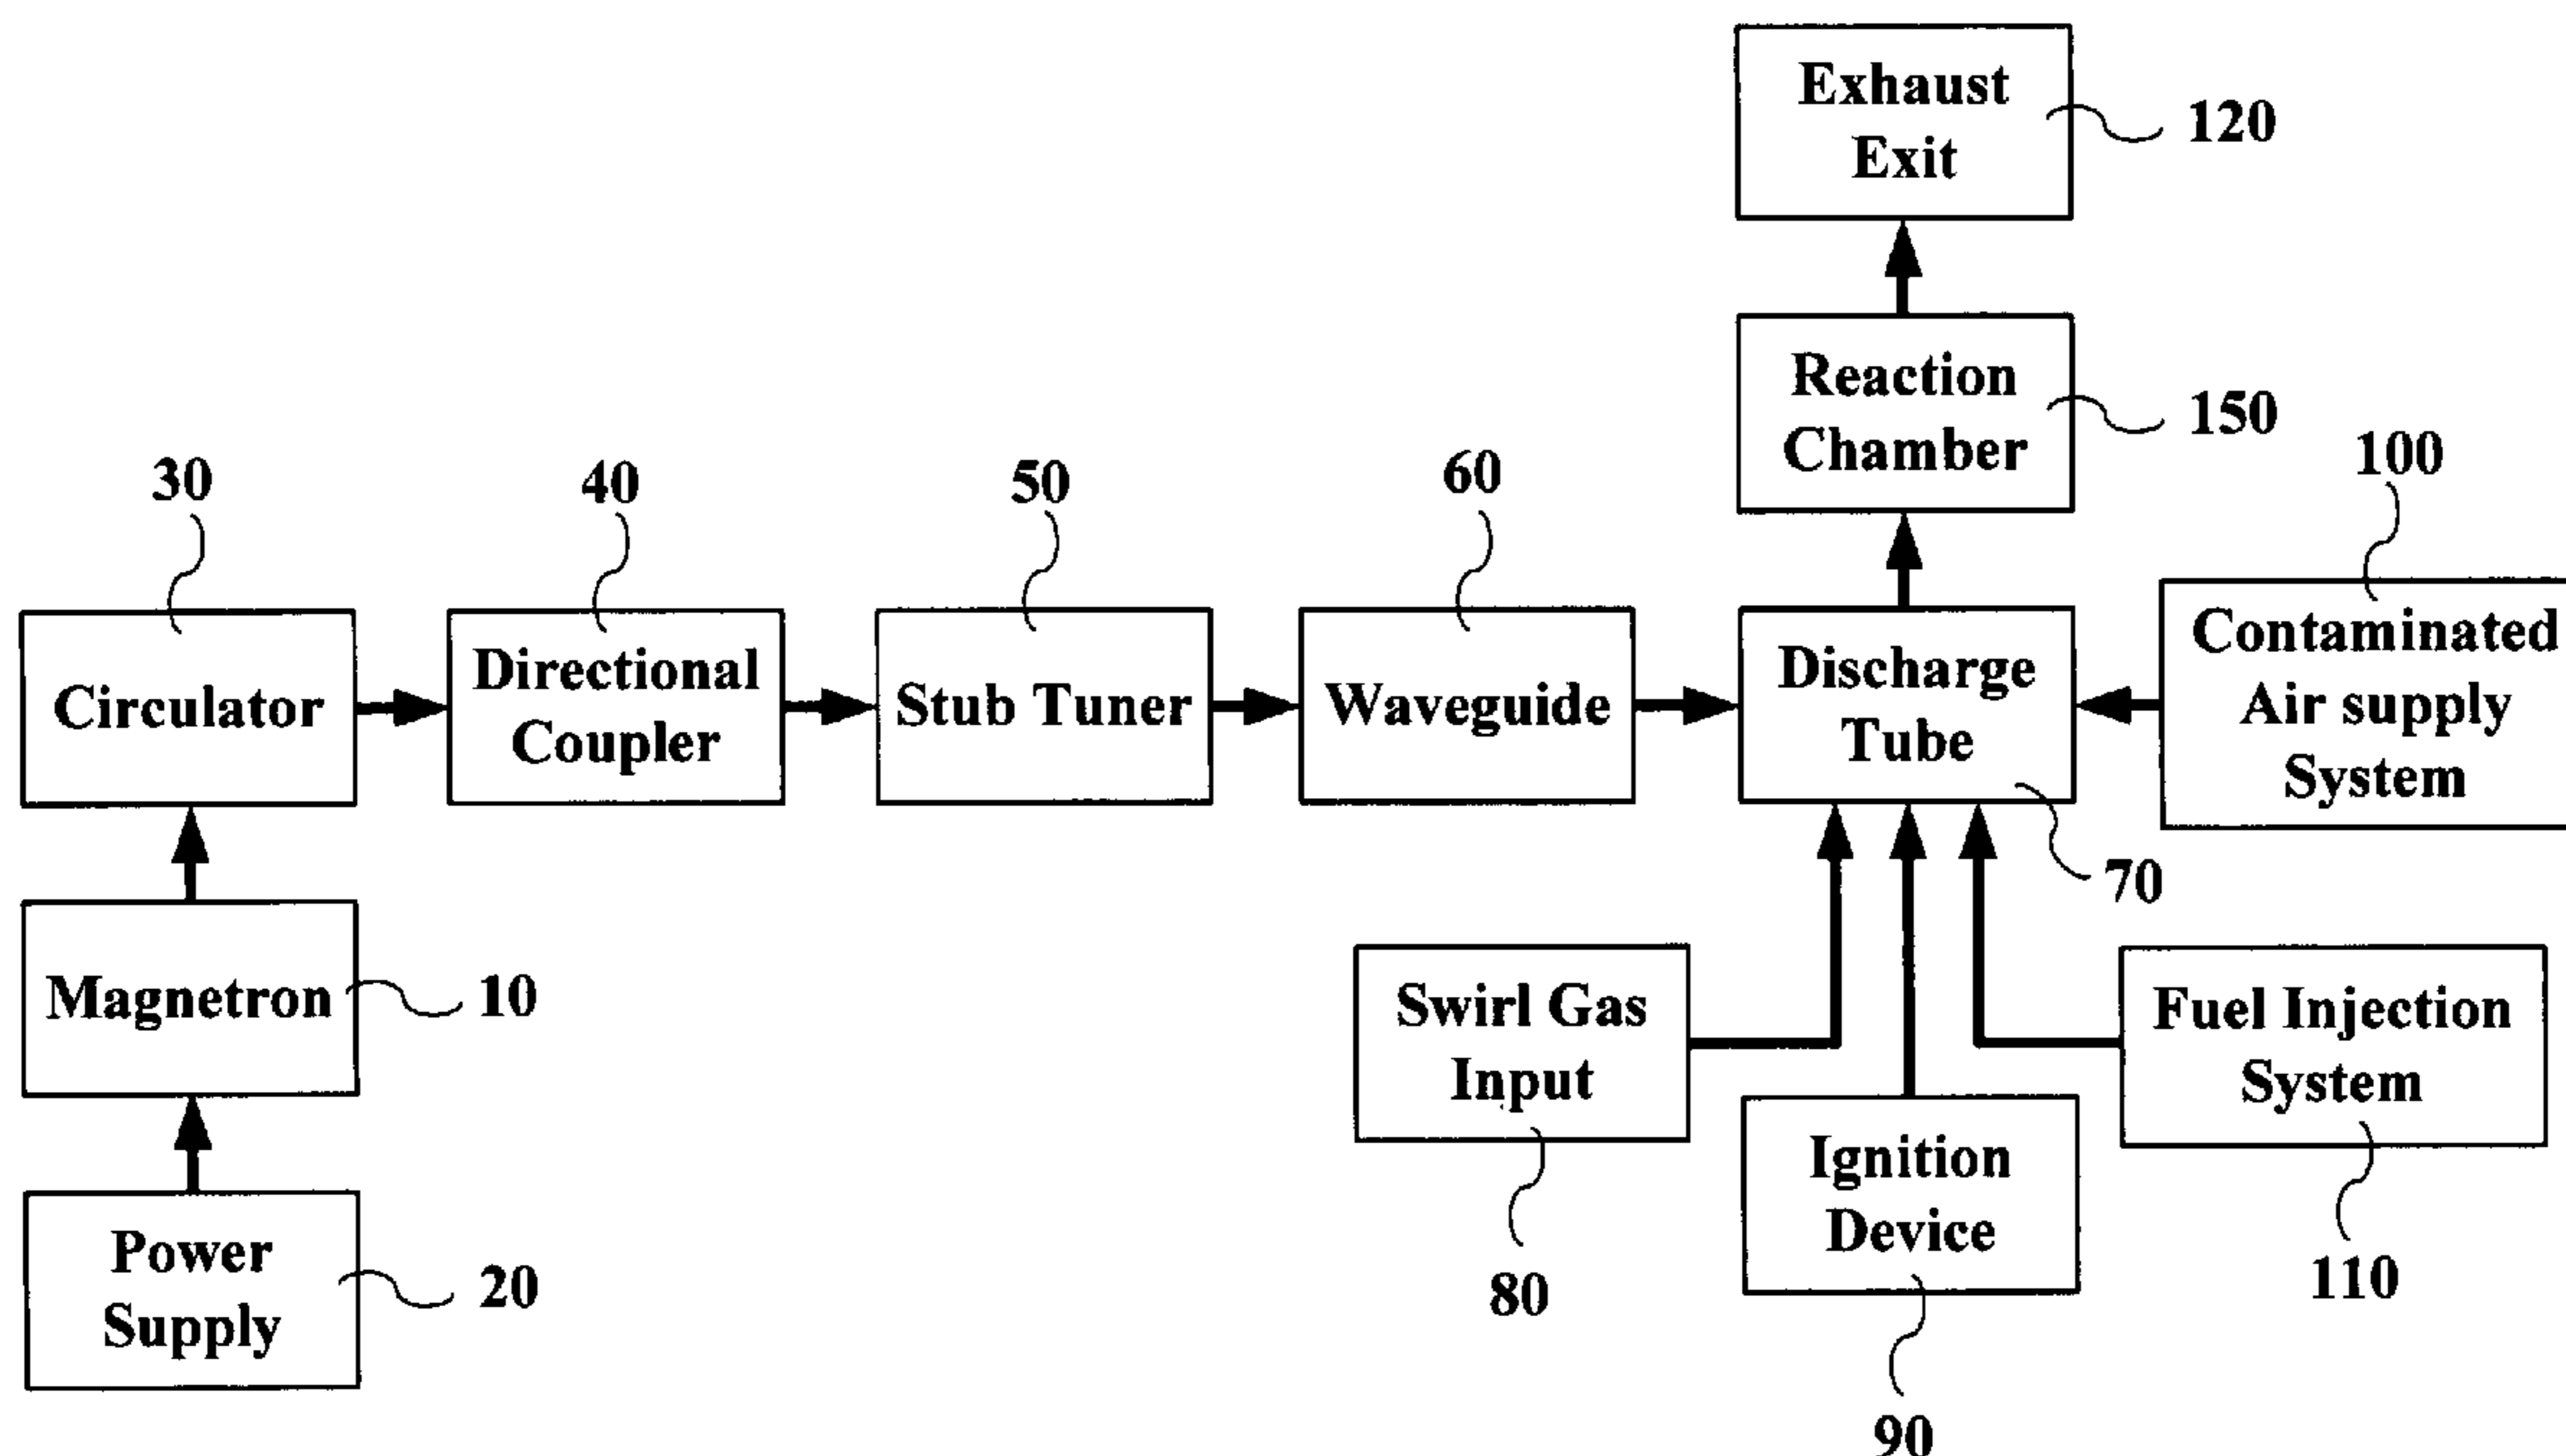 Exhaust
Exit
120
Reaction
Chamber
150
100
30
40
50
60
Circulator
Directional
Coupler
Stub Tuner
Waveguide
Discharge
Tube
Contaminated
Air supply
System
70
Magnetron
10
Swirl Gas
Input
Fuel Injection
System
Ignition
Device
Power
Supply
20
80
110
90